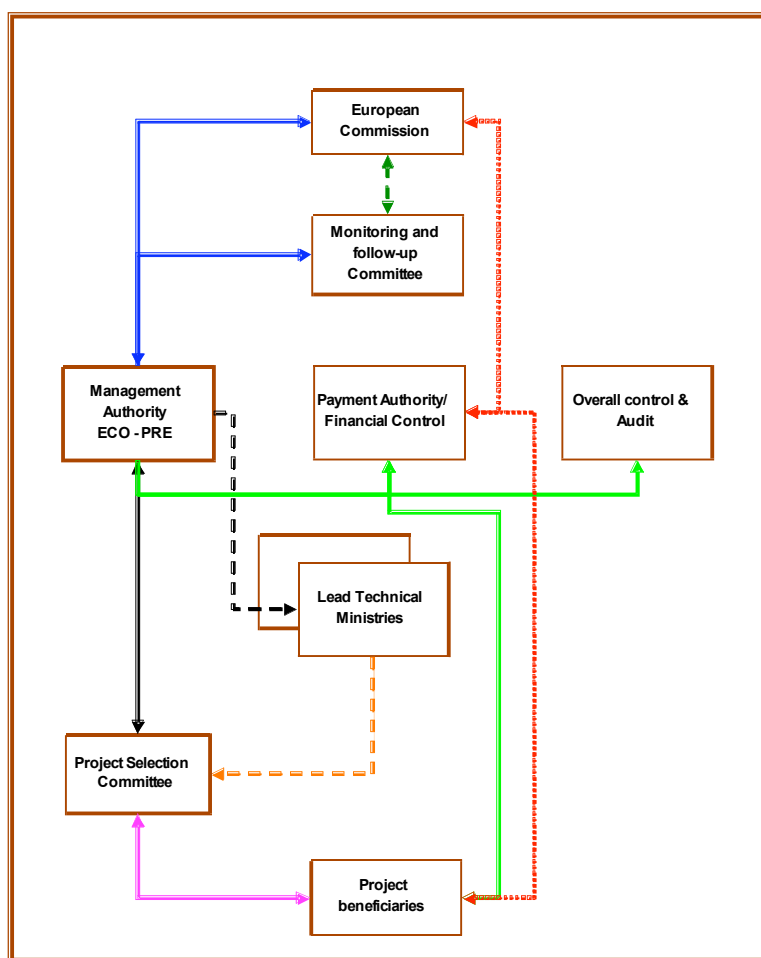 European
Commission
Monitoring and
follow-up
Committee
Management
Authority
ECO - PRE
Payment Authority/
Financial Control
Overall control &
Audit
Lead Technical
Ministries
Project Selection
Committee
Project
beneficiaries